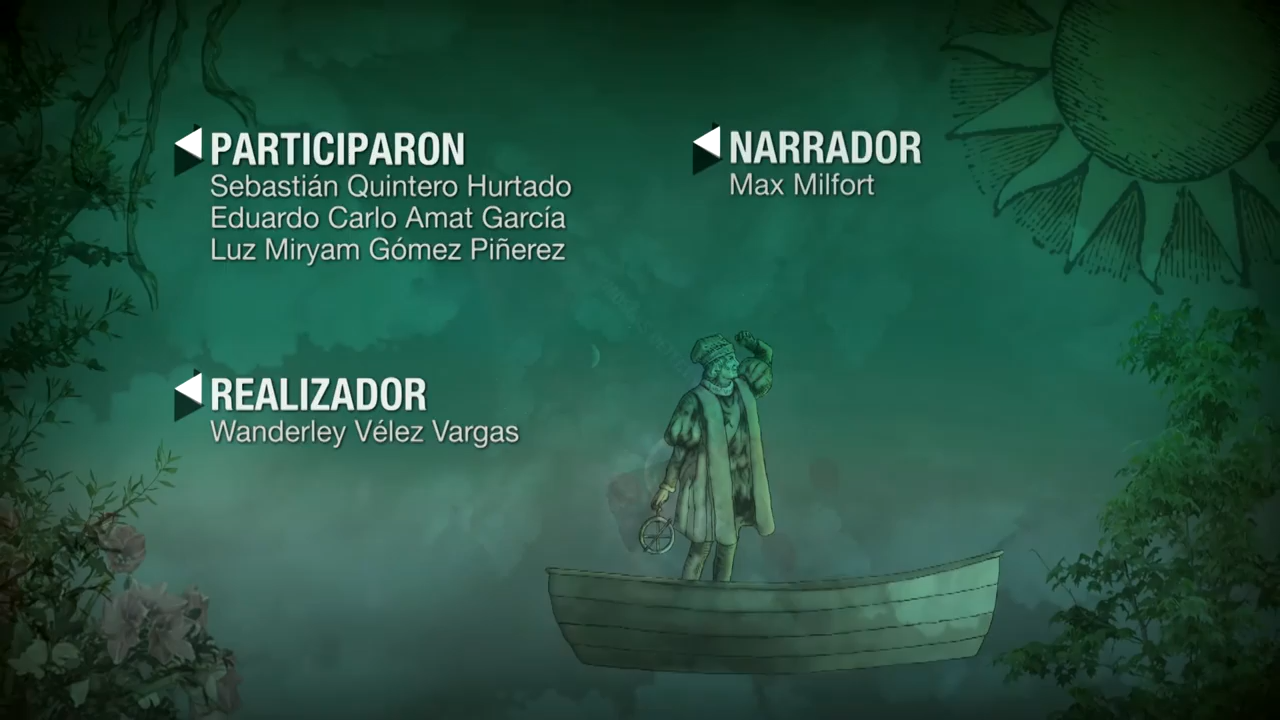 PARTICIPARON
Sebastián Quintero Hurtado
Eduardo Carlo Amat García
Luz Miryam Gómez Piñerez
NARRADOR
Max Milfort
REALIZADOR
Wanderley Vélez Vargas